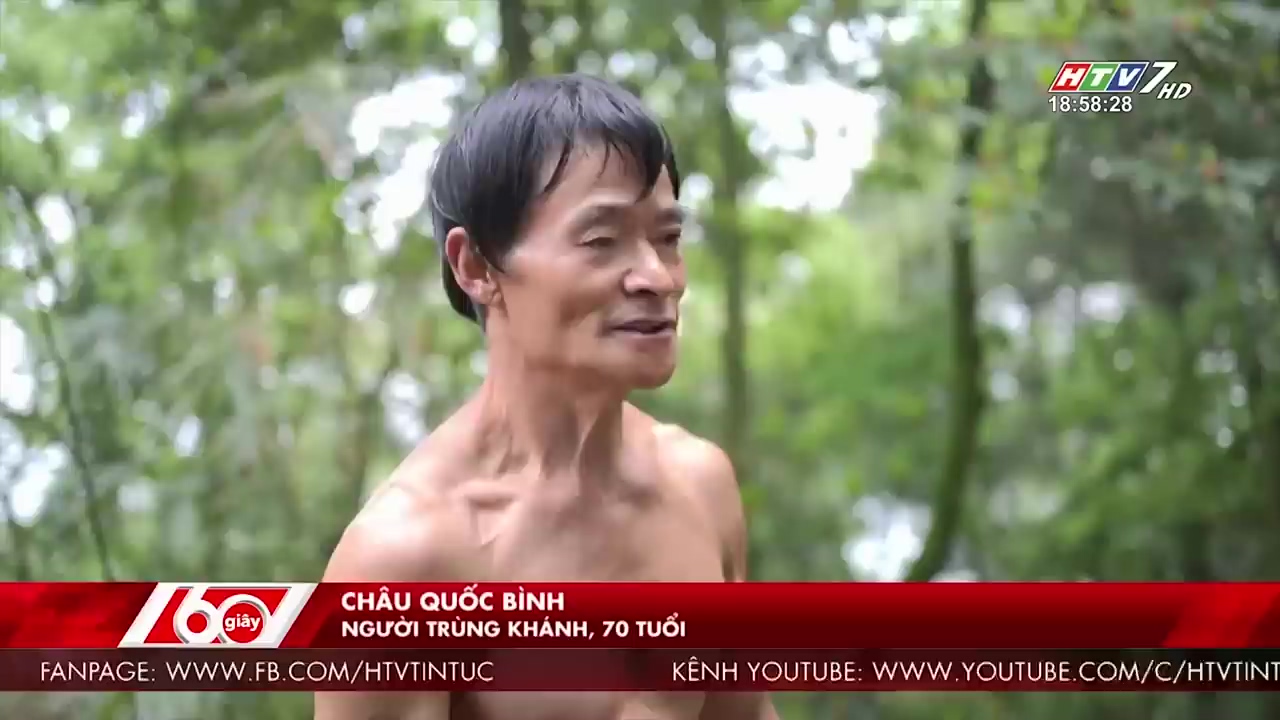 HTV7 HD
18:58:28
60 giây
CHÂU QUỐC BÌNH
NGƯỜI TRÙNG KHÁNH, 70 TUỔI
FANPAGE: WWW.FB.COM/HTVTINTUC
KÊNH YOUTUBE: WWW.YOUTUBE.COM/C/HTVTINT